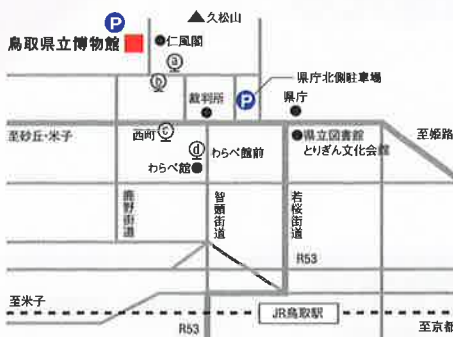 P
▲久松山
鳥取県立博物館
仁風閣
ⓐ
ⓑ
P
県庁北側駐車場
裁判所
県庁
至砂丘・米子
西町
ⓒ
ⓓ
わらべ館前
県立図書館
とりぎん文化会館
至姫路
わらべ館
鹿野街道
智頭街道
若桜街道
R53
至米子
JR鳥取駅
R53
至京都